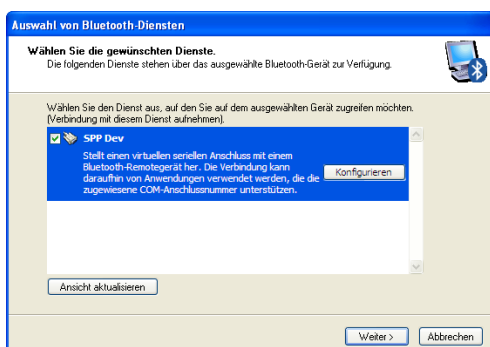 Auswahl von Bluetooth-Diensten
Wählen Sie die gewünschten Dienste.
Die folgenden Dienste stehen über das ausgewählte Bluetooth-Gerät zur Verfügung.
Wählen Sie den Dienst aus, auf den Sie auf dem ausgewählten Gerät zugreifen möchten.
(Verbindung mit diesem Dienst aufnehmen).
SPP Dev
Stellt einen virtuellen seriellen Anschluss mit einem
Bluetooth-Remotegerät her. Die Verbindung kann
daraufhin von Anwendungen verwendet werden, die die
zugewiesene COM-Anschlussnummer unterstützen.
Konfigurieren
Ansicht aktualisieren
Weiter >
Abbrechen